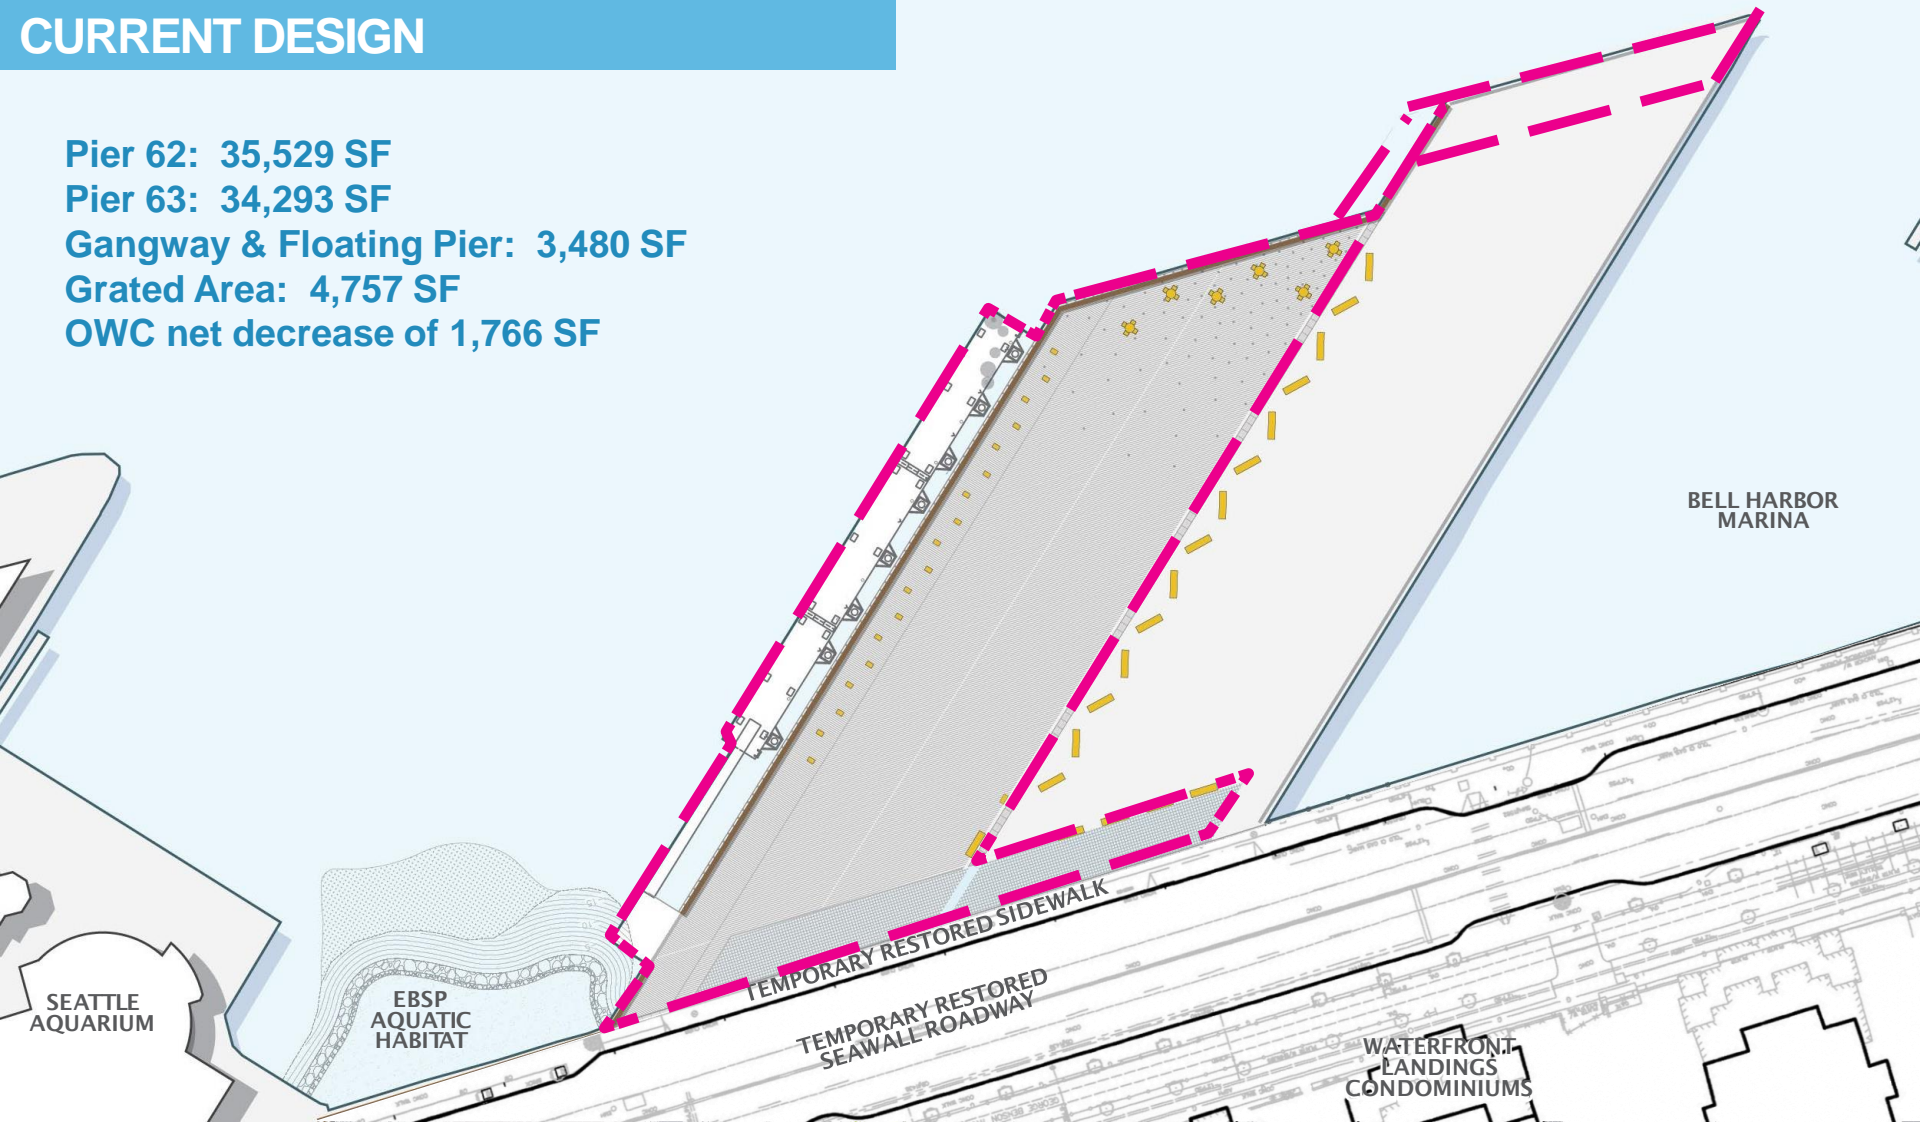 CURRENT DESIGN
Pier 62: 35,529 SF
Pier 63: 34,293 SF
Gangway & Floating Pier: 3,480 SF
Grated Area: 4,757 SF
OWC net decrease of 1,766 SF
BELL HARBOR
MARINA
TEMPORARY RESTORED SIDEWALK
TEMPORARY RESTORED
SEAWALL ROADWAY
SEATTLE
AQUARIUM
EBSP
AQUATIC
HABITAT
WATERFRONT
LANDINGS
CONDOMINIUMS